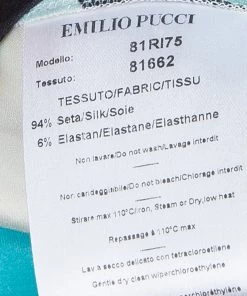 EMILIO PUCCI
Modello: 81RI75
Tessuto: 81662
TESSUTO/FABRIC/TISSU
94% Seta/Silk/Soie
6% Elastan/Elastane/Elasthanne
Non lavare/Do not wash/Lavage interdit
Non candeggibile/Do not bleach/Chlorage interdit
Stirare max 110°C/Iron, Steam or Dry, low heat
Repassage à 110°C max
Lav a secco delicato con tetracloroetilene
Gentle dry clean w/perchloroethylene